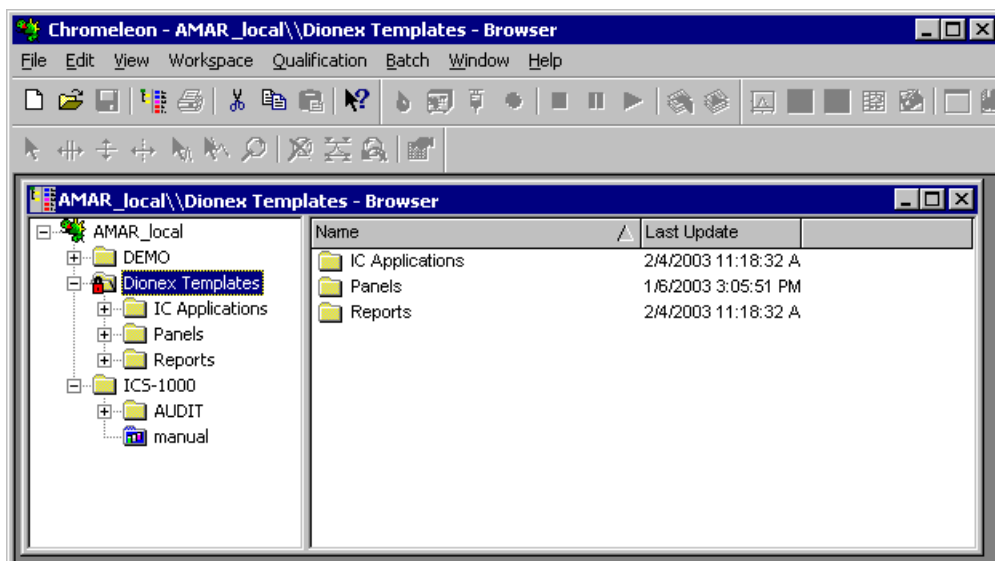 Chromeleon - AMAR_local\\Dionex Templates - Browser
File Edit View Workspace Qualification Batch Window Help
AMAR_local\\Dionex Templates - Browser
AMAR_local
DEMO
Dionex Templates
IC Applications
Panels
Reports
ICS-1000
AUDIT
manual
Name Last Update
IC Applications 2/4/2003 11:18:32 A
Panels 1/6/2003 3:05:51 PM
Reports 2/4/2003 11:18:32 A